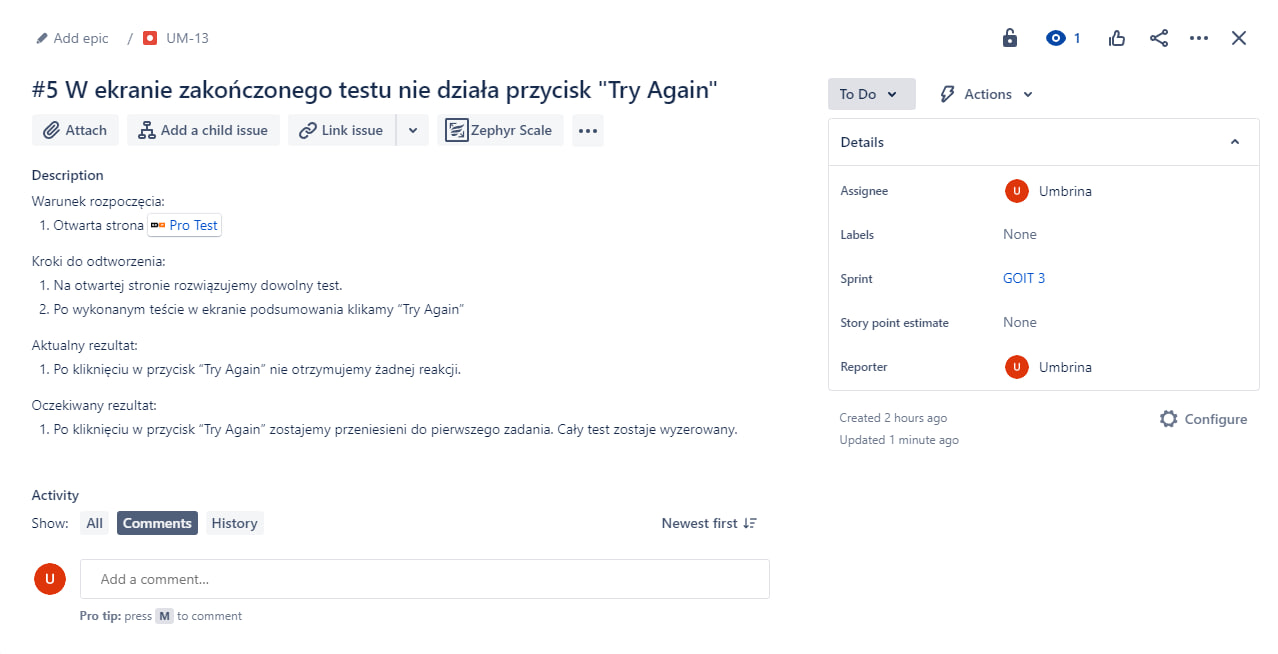 Add epic / UM-13
1
#5 W ekranie zakończonego testu nie działa przycisk "Try Again"
Attach Add a child issue Link issue Zephyr Scale
Description
Warunek rozpoczęcia:
1. Otwarta strona Pro Test
Kroki do odtworzenia:
1. Na otwartej stronie rozwiązujemy dowolny test.
2. Po wykonanym teście w ekranie podsumowania klikamy “Try Again”
Aktualny rezultat:
1. Po kliknięciu w przycisk “Try Again” nie otrzymujemy żadnej reakcji.
Oczekiwany rezultat:
1. Po kliknięciu w przycisk “Try Again” zostajemy przeniesieni do pierwszego zadania. Cały test zostaje wyzerowany.
Activity
Show: All Comments History Newest first
U
Add a comment...
Pro tip: press M to comment
To Do Actions
Details
Assignee U Umbrina
Labels None
Sprint GOIT 3
Story point estimate None
Reporter U Umbrina
Created 2 hours ago
Configure
Updated 1 minute ago